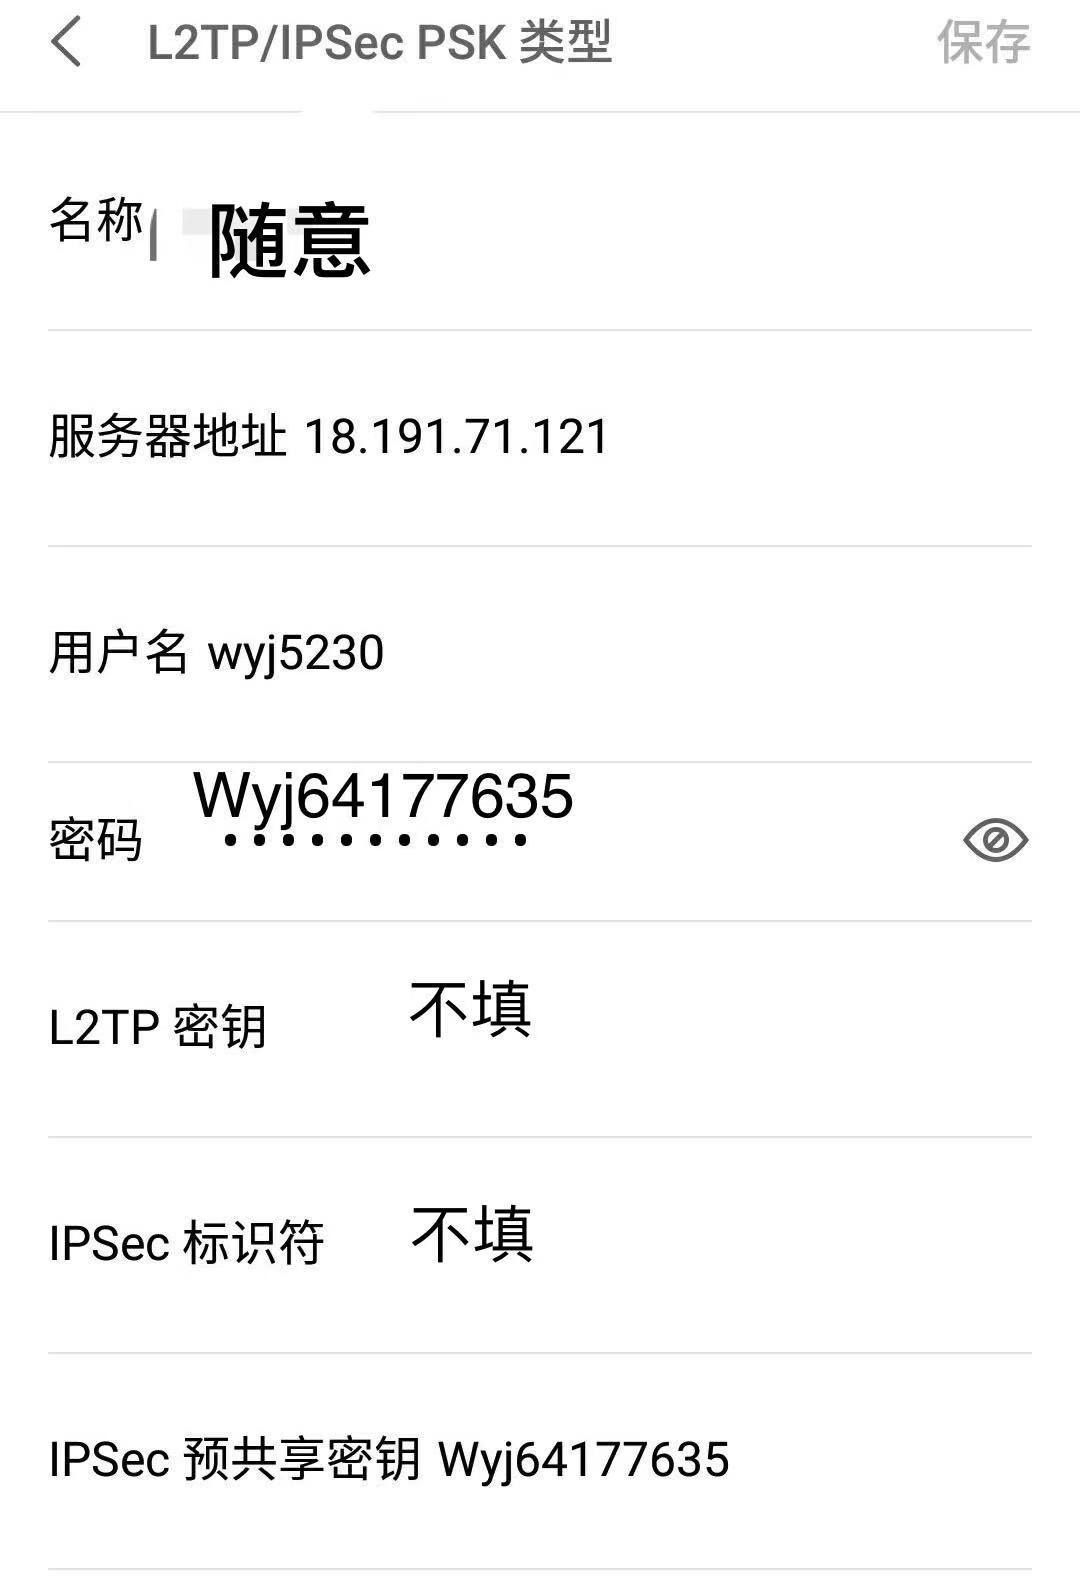 L2TP/IPSec PSK 类型 保存
名称 随意
服务器地址 18.191.71.121
用户名 wyj5230
Wyj64177635
密码 •••••••••••
L2TP 密钥 不填
IPSec 标识符 不填
IPSec 预共享密钥 Wyj64177635